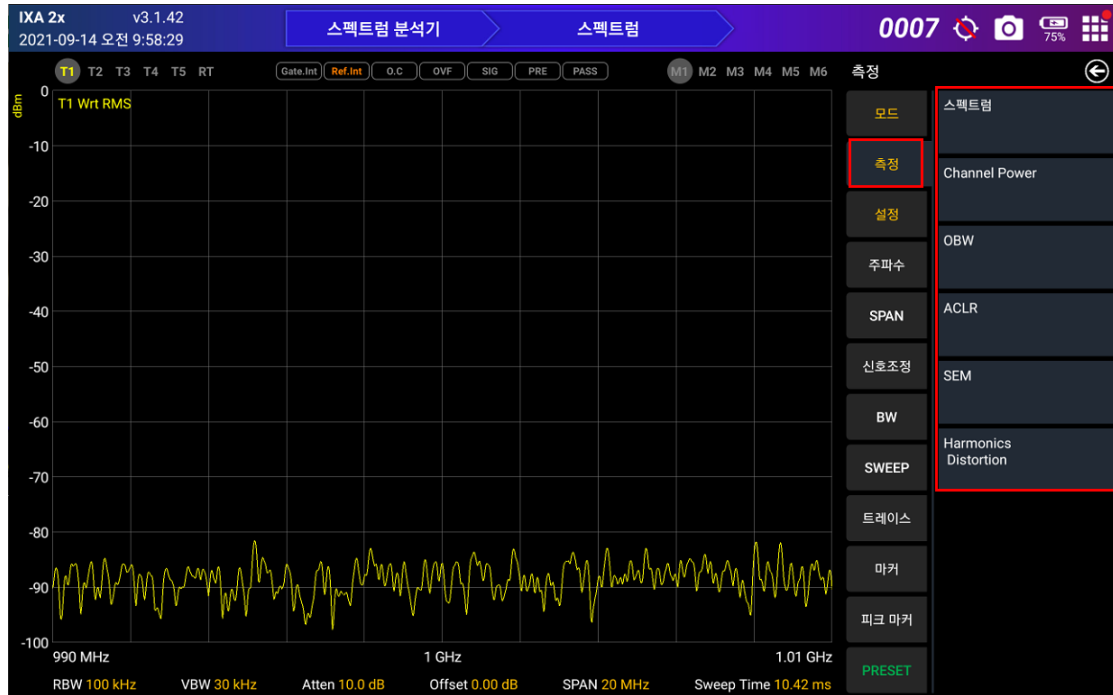 IXA 2x v3.1.42
2021-09-14 오전 9:58:29
스펙트럼 분석기 스펙트럼
0007
75%
T1 T2 T3 T4 T5 RT Gate.Int Ref.Int O.C OVF SIG PRE PASS M1 M2 M3 M4 M5 M6
dBm
T1 Wrt RMS
0
-10
-20
-30
-40
-50
-60
-70
-80
-90
-100
990 MHz 1 GHz 1.01 GHz
RBW 100 kHz VBW 30 kHz Atten 10.0 dB Offset 0.00 dB SPAN 20 MHz Sweep Time 10.42 ms
측정
모드
측정
설정
주파수
SPAN
신호조정
BW
SWEEP
트레이스
마커
피크 마커
PRESET
스펙트럼
Channel Power
OBW
ACLR
SEM
Harmonics
Distortion